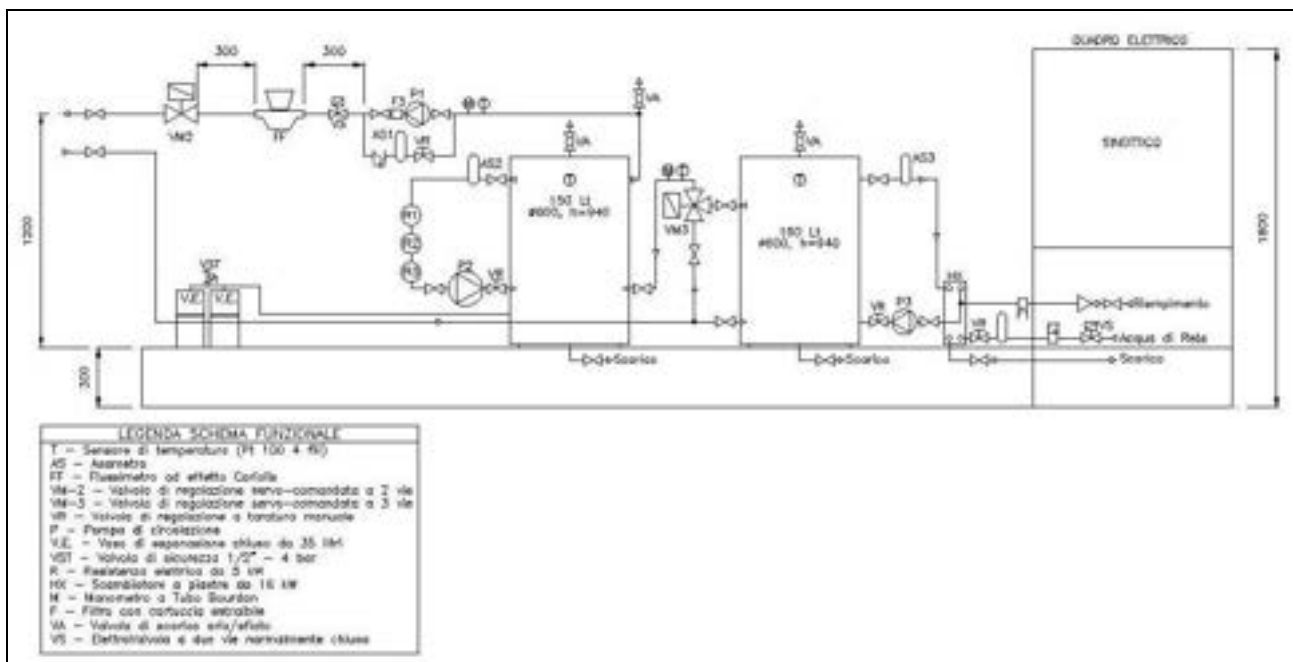 300
300
QUADRO ELETTRICO
P1
VA
VM2
FF
AS1
VR
VA
SINOTTICO
AS2
AS3
150 Lt
ø600, h=940
150 Lt
ø600, h=940
VM3
1200
1800
R1
R2
R3
P2
VR
VST
V.E.
V.E.
HX
VR
P3
Riempimento
VR
VS
Acqua di Rete
Scarico
Scarico
Scarico
300
LEGENDA SCHEMA FUNZIONALE
T - Sensore di temperatura (Pt 100 4 fili)
AS - Asametro
FF - Flussimetro ad effetto Coriolis
VM-2 - Valvola di regolazione servo-comandata a 2 vie
VM-3 - Valvola di regolazione servo-comandata a 3 vie
VR - Valvola di regolazione a taratura manuale
P - Pompa di circolazione
V.E. - Vaso di espansione chiuso da 35 litri
VST - Valvola di sicurezza 1/2" - 4 bar
R - Resistenza elettrica da 5 kW
HX - Scambiatore a piastre da 16 kW
M - Manometro a Tubo Bourdon
F - Filtro con cartuccia estraibile
VA - Valvola di scarico aria/sfiato
VS - Elettrovalvola a due vie normalmente chiusa